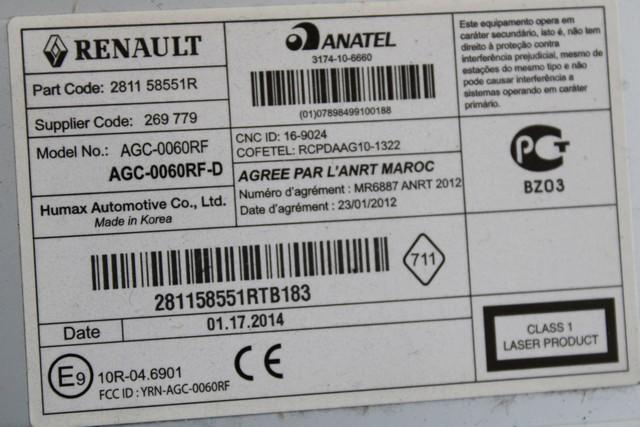 RENAULT
Part Code: 2811 58551R
Supplier Code: 269 779
Model No.: AGC-0060RF
AGC-0060RF-D
Humax Automotive Co., Ltd.
Made in Korea
ANATEL
3174-10-6660
(01)07898499100188
CNC ID: 16-9024
COFETEL: RCPDAAG10-1322
AGREE PAR L'ANRT MAROC
Numéro d'agrément : MR6887 ANRT 2012
Date d'agrément : 23/01/2012
Este equipamento opera em
caráter secundário, isto é, não tem
direito à proteção contra
interferência prejudicial, mesmo de
estações do mesmo tipo e não
pode causar interferência a
sistemas operando em caráter
primário.
PCT
BZ03
281158551RTB183
711
Date
01.17.2014
E9
10R-04.6901
FCC ID : YRN-AGC-0060RF
CE
CLASS 1
LASER PRODUCT